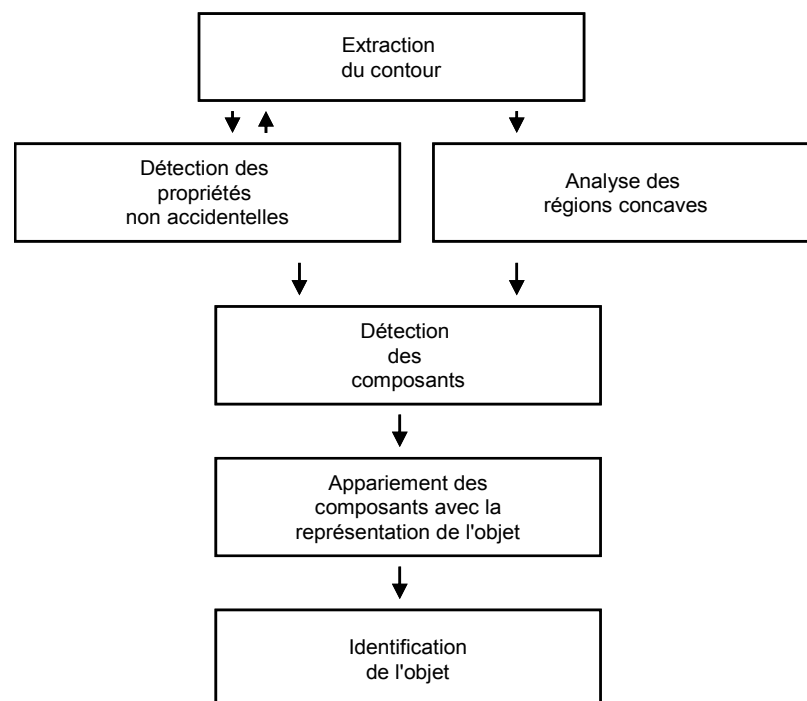 Extraction
du contour
Détection des
propriétés
non accidentelles
Analyse des
régions concaves
Détection
des
composants
Appariement des
composants avec la
représentation de l'objet
Identification
de l'objet